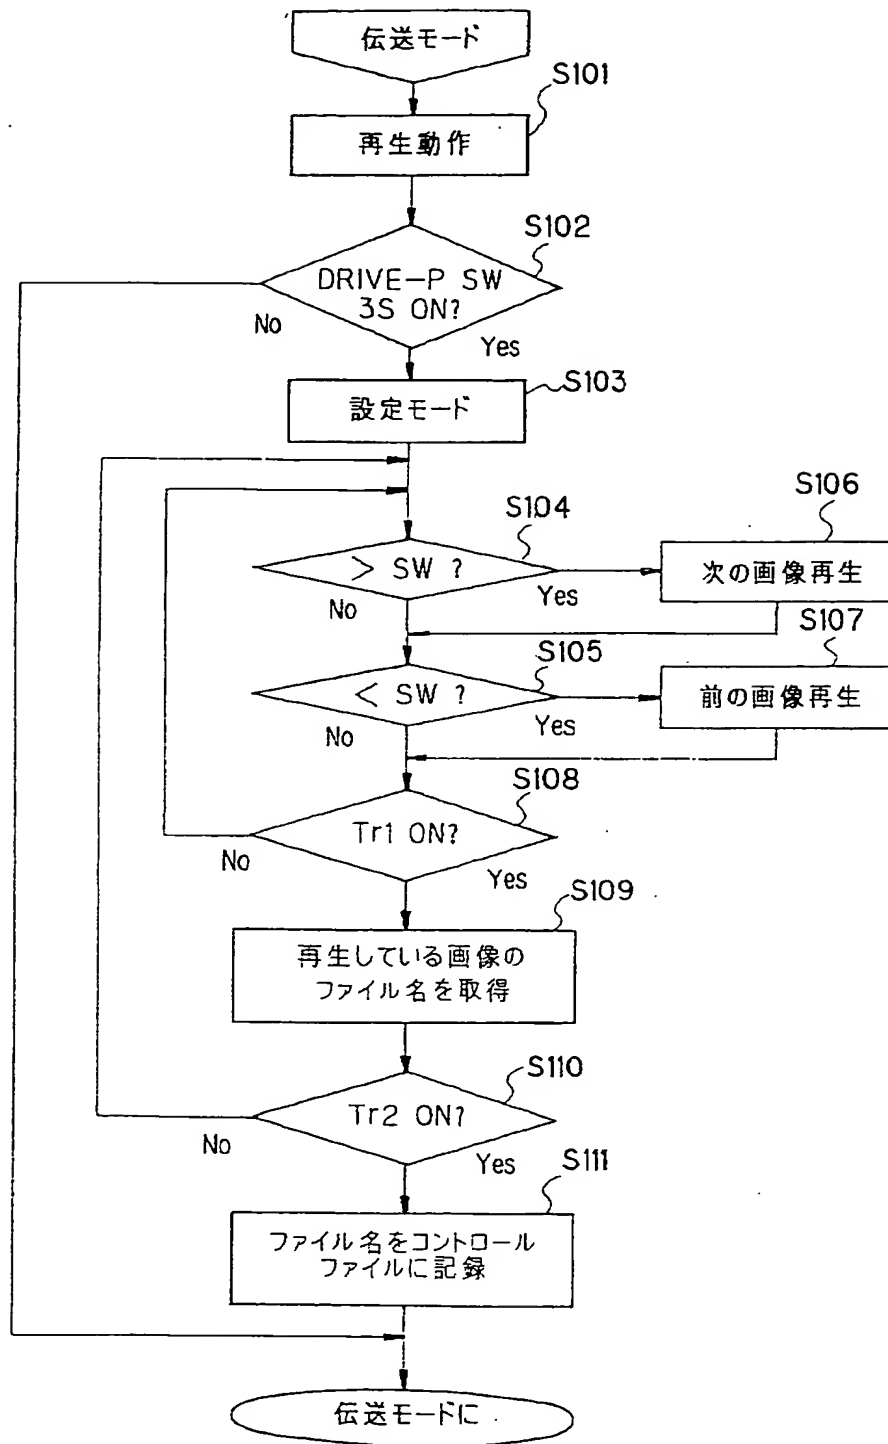 伝送モード
S101
再生動作
S102
DRIVE-P SW
3S ON?
No
Yes
S103
設定モード
S104
> SW ?
No
Yes
S106
次の画像再生
S105
< SW ?
No
Yes
S107
前の画像再生
S108
Tr1 ON?
No
Yes
S109
再生している画像の
ファイル名を取得
S110
Tr2 ON?
No
Yes
S111
ファイル名をコントロール
ファイルに記録
伝送モードに